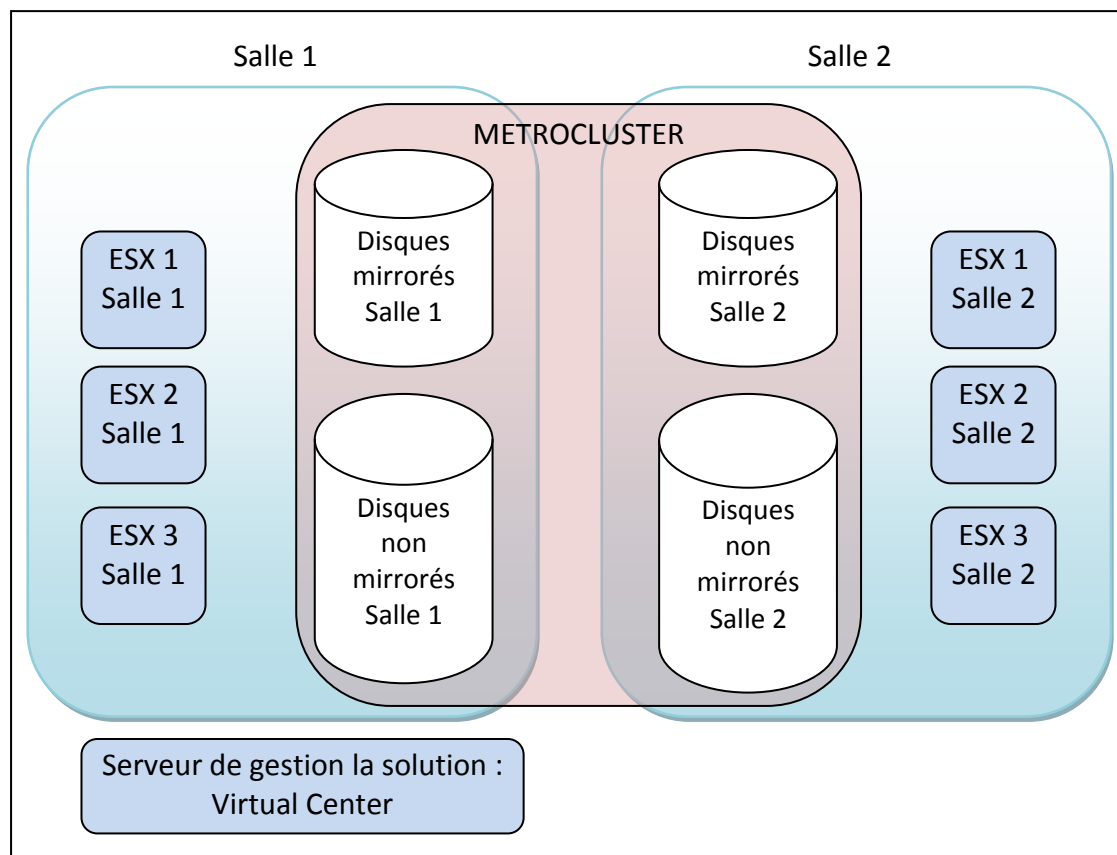 Salle 1
Salle 2
METROCLUSTER
Disques
mirrorés
Salle 1
Disques
mirrorés
Salle 2
ESX 1
Salle 1
ESX 1
Salle 2
ESX 2
Salle 1
ESX 2
Salle 2
Disques
non
mirrorés
Salle 1
Disques
non
mirrorés
Salle 2
ESX 3
Salle 1
ESX 3
Salle 2
Serveur de gestion la solution :
Virtual Center